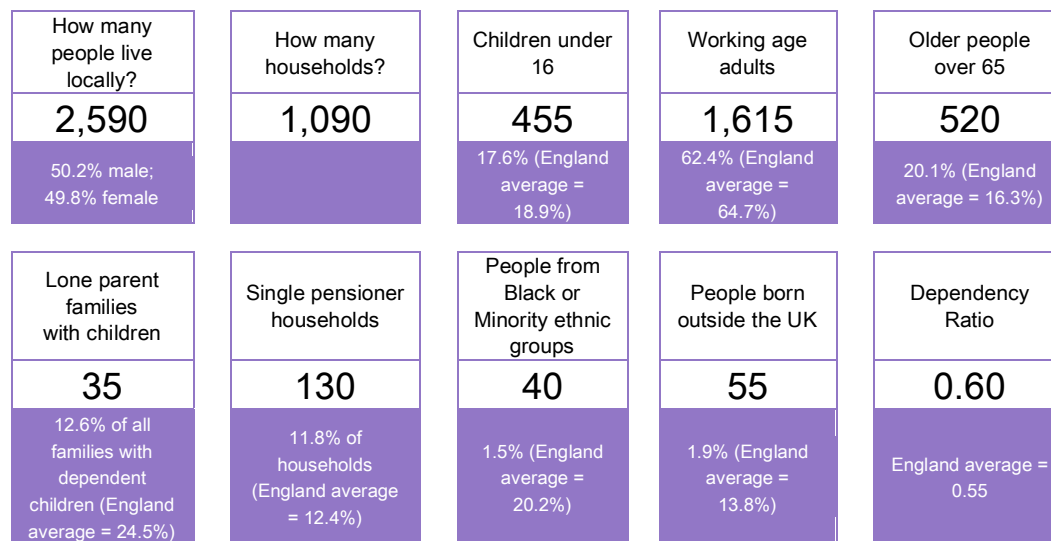 How many
people live
locally?
2,590
50.2% male;
49.8% female
How many
households?
1,090
Children under
16
455
17.6% (England
average =
18.9%)
Working age
adults
1,615
62.4% (England
average =
64.7%)
Older people
over 65
520
20.1% (England
average = 16.3%)
Lone parent
families
with children
35
12.6% of all
families with
dependent
children (England
average = 24.5%)
Single pensioner
households
130
11.8% of
households
(England average
= 12.4%)
People from
Black or
Minority ethnic
groups
40
1.5% (England
average =
20.2%)
People born
outside the UK
55
1.9% (England
average =
13.8%)
Dependency
Ratio
0.60
England average =
0.55